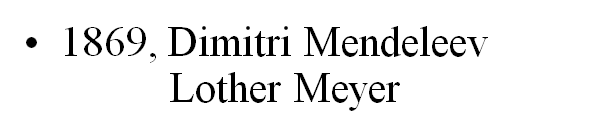 • 1869, Dimitri Mendeleev
Lother Meyer